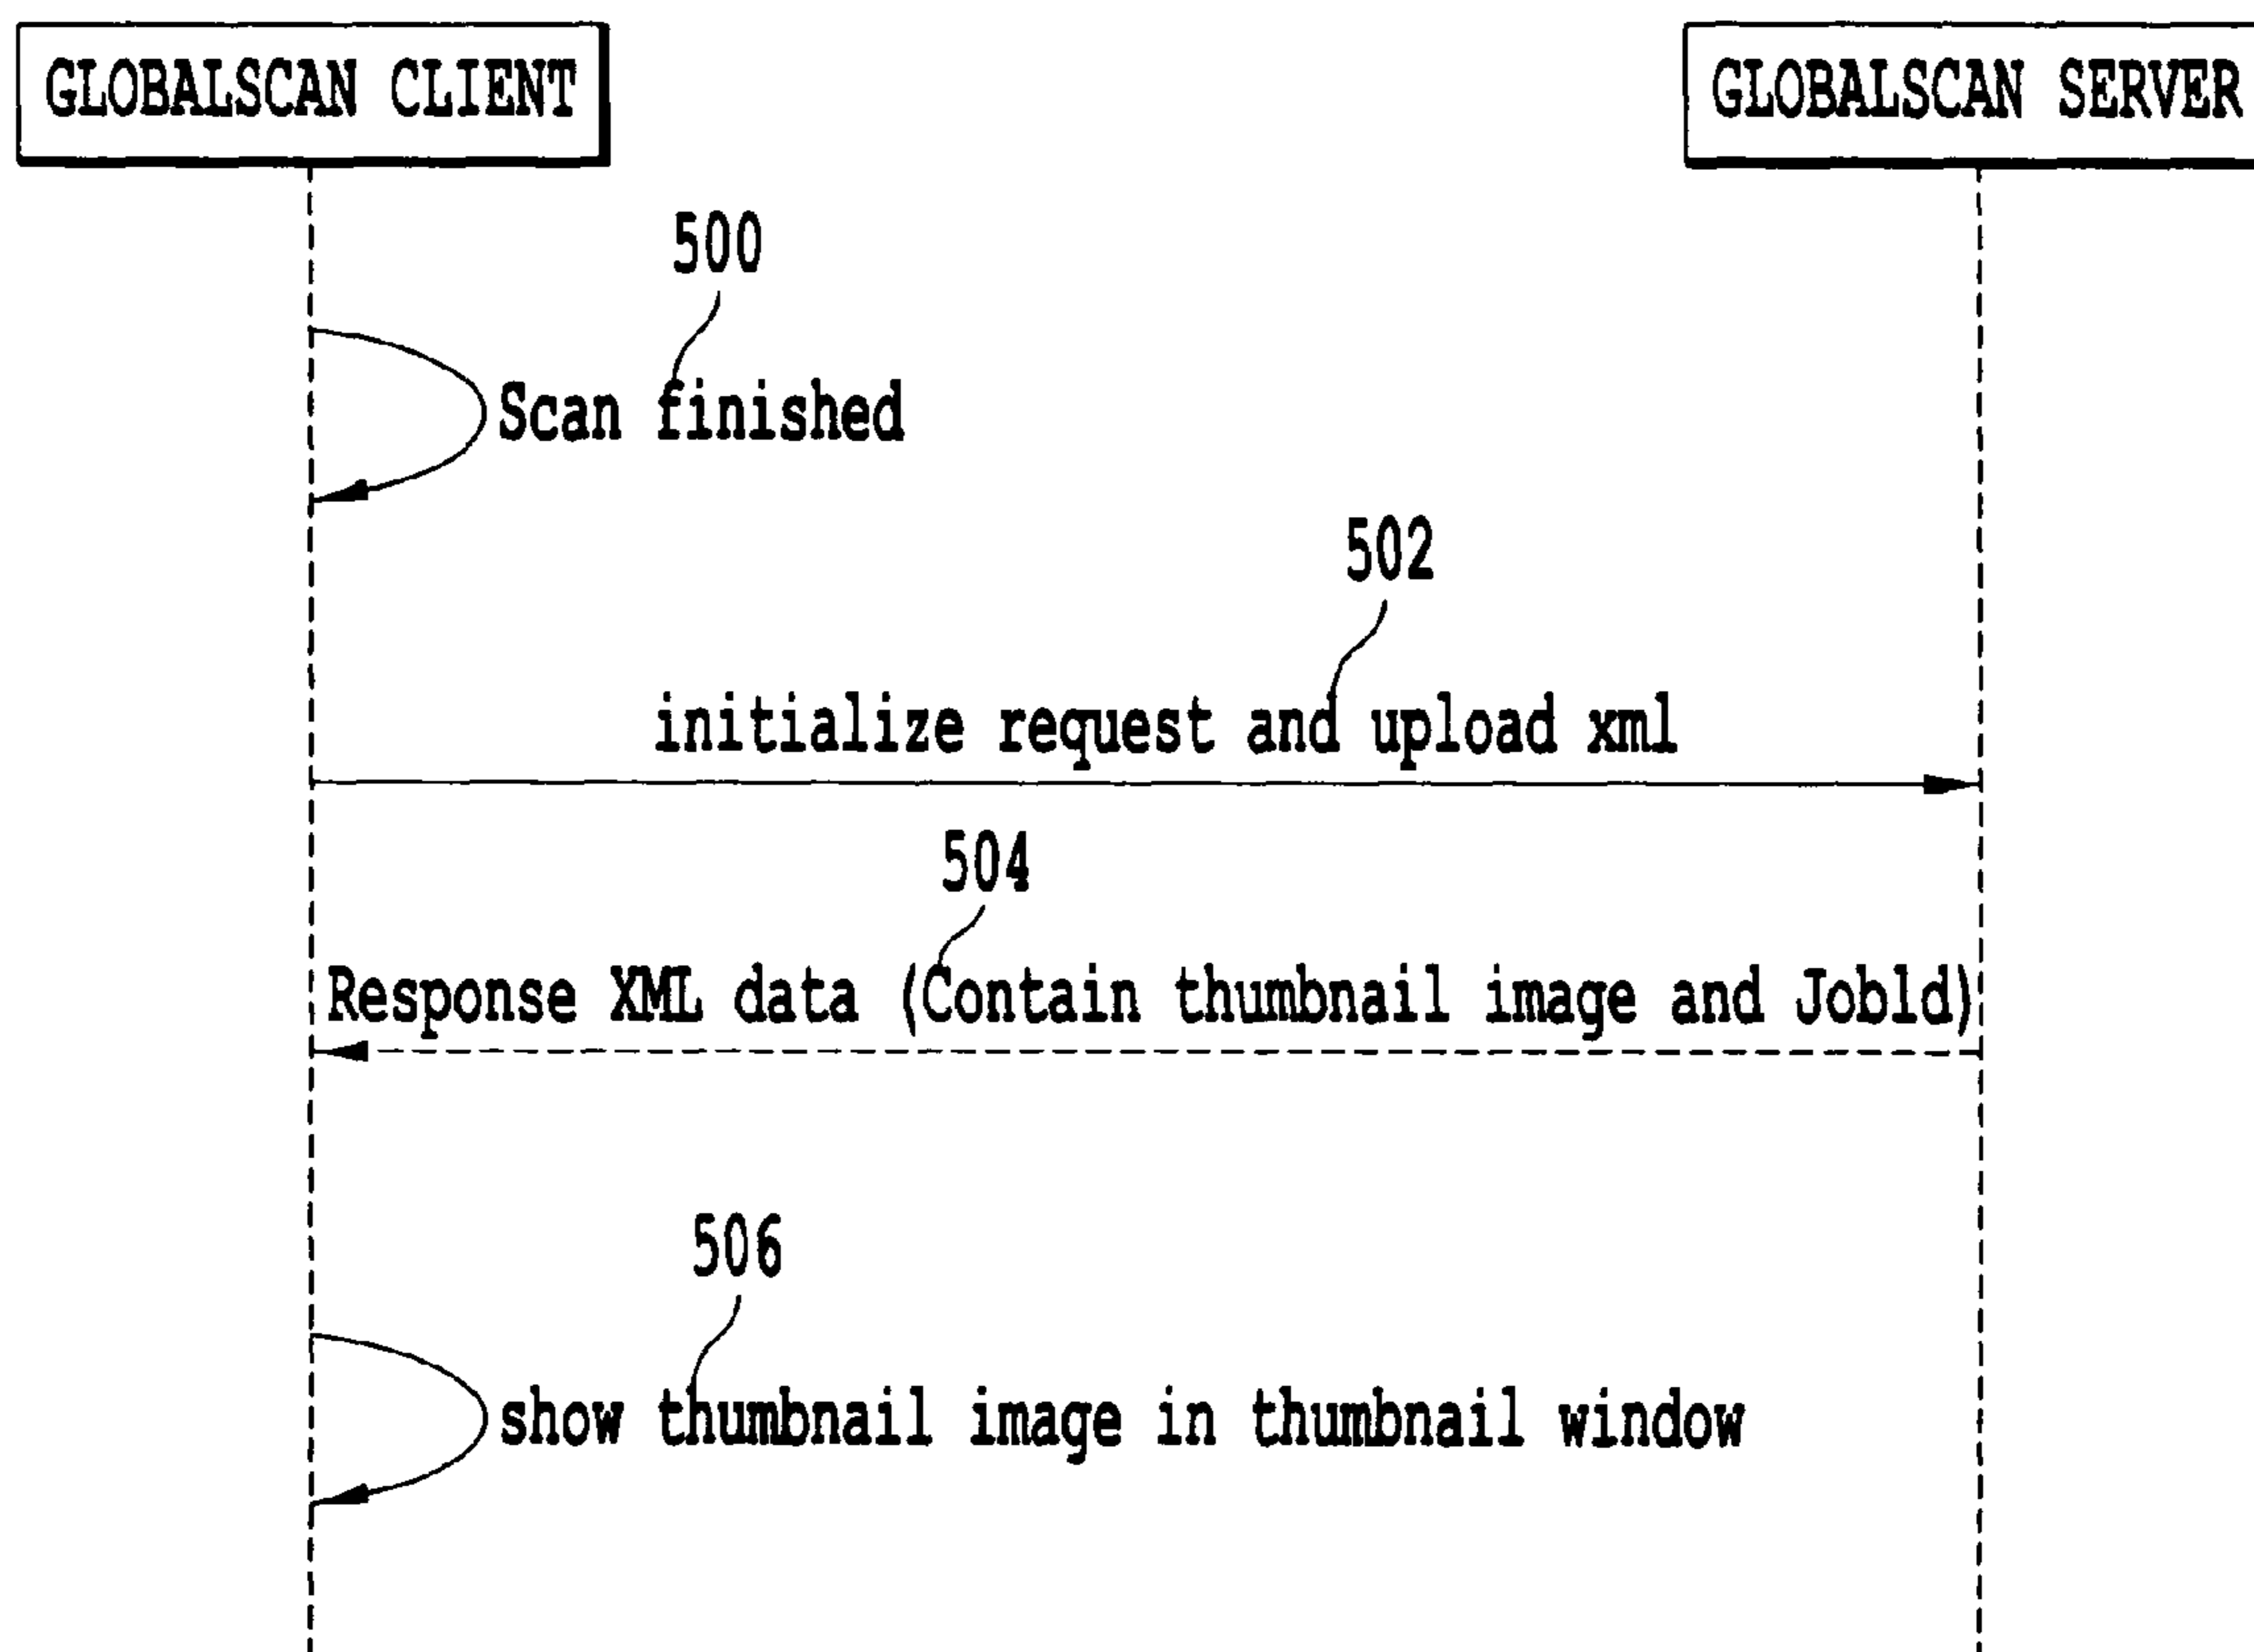 GLOBALSCAN CLIENT
GLOBALSCAN SERVER
500
Scan finished
502
initialize request and upload xml
504
Response XML data (Contain thumbnail image and Jobld)
506
show thumbnail image in thumbnail window